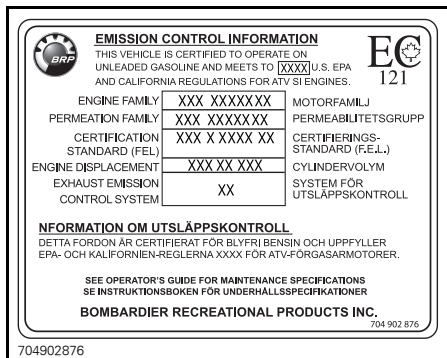 EMISSION CONTROL INFORMATION
THIS VEHICLE IS CERTIFIED TO OPERATE ON
UNLEADED GASOLINE AND MEETS TO XXXX U.S. EPA
AND CALIFORNIA REGULATIONS FOR ATV SI ENGINES.
BRP
EC
121
ENGINE FAMILY XXX XXXXXXX MOTORFAMILJ
PERMEATION FAMILY XXX XXXXXXX PERMEABILITETSGRUPP
CERTIFICATION XXX X XXXX XX CERTIFIERINGS-
STANDARD (FEL) STANDARD (F.E.L.)
ENGINE DISPLACEMENT XXX XX XXX CYLINDERVOLYM
EXHAUST EMISSION XX SYSTEM FÖR
CONTROL SYSTEM UTSLÄPPSKONTROLL
NFORMATION OM UTSLÄPPSKONTROLL
DETTA FORDON ÄR CERTIFIERAT FÖR BLYFRI BENSIN OCH UPPFYLLER
EPA- OCH KALIFORNIEN-REGLERNA XXXX FÖR ATV-FÖRGASARMOTORER.
SEE OPERATOR'S GUIDE FOR MAINTENANCE SPECIFICATIONS
SE INSTRUKTIONSBOKEN FÖR UNDERHÅLLSSPECIFIKATIONER
BOMBARDIER RECREATIONAL PRODUCTS INC.
704 902 876
704902876